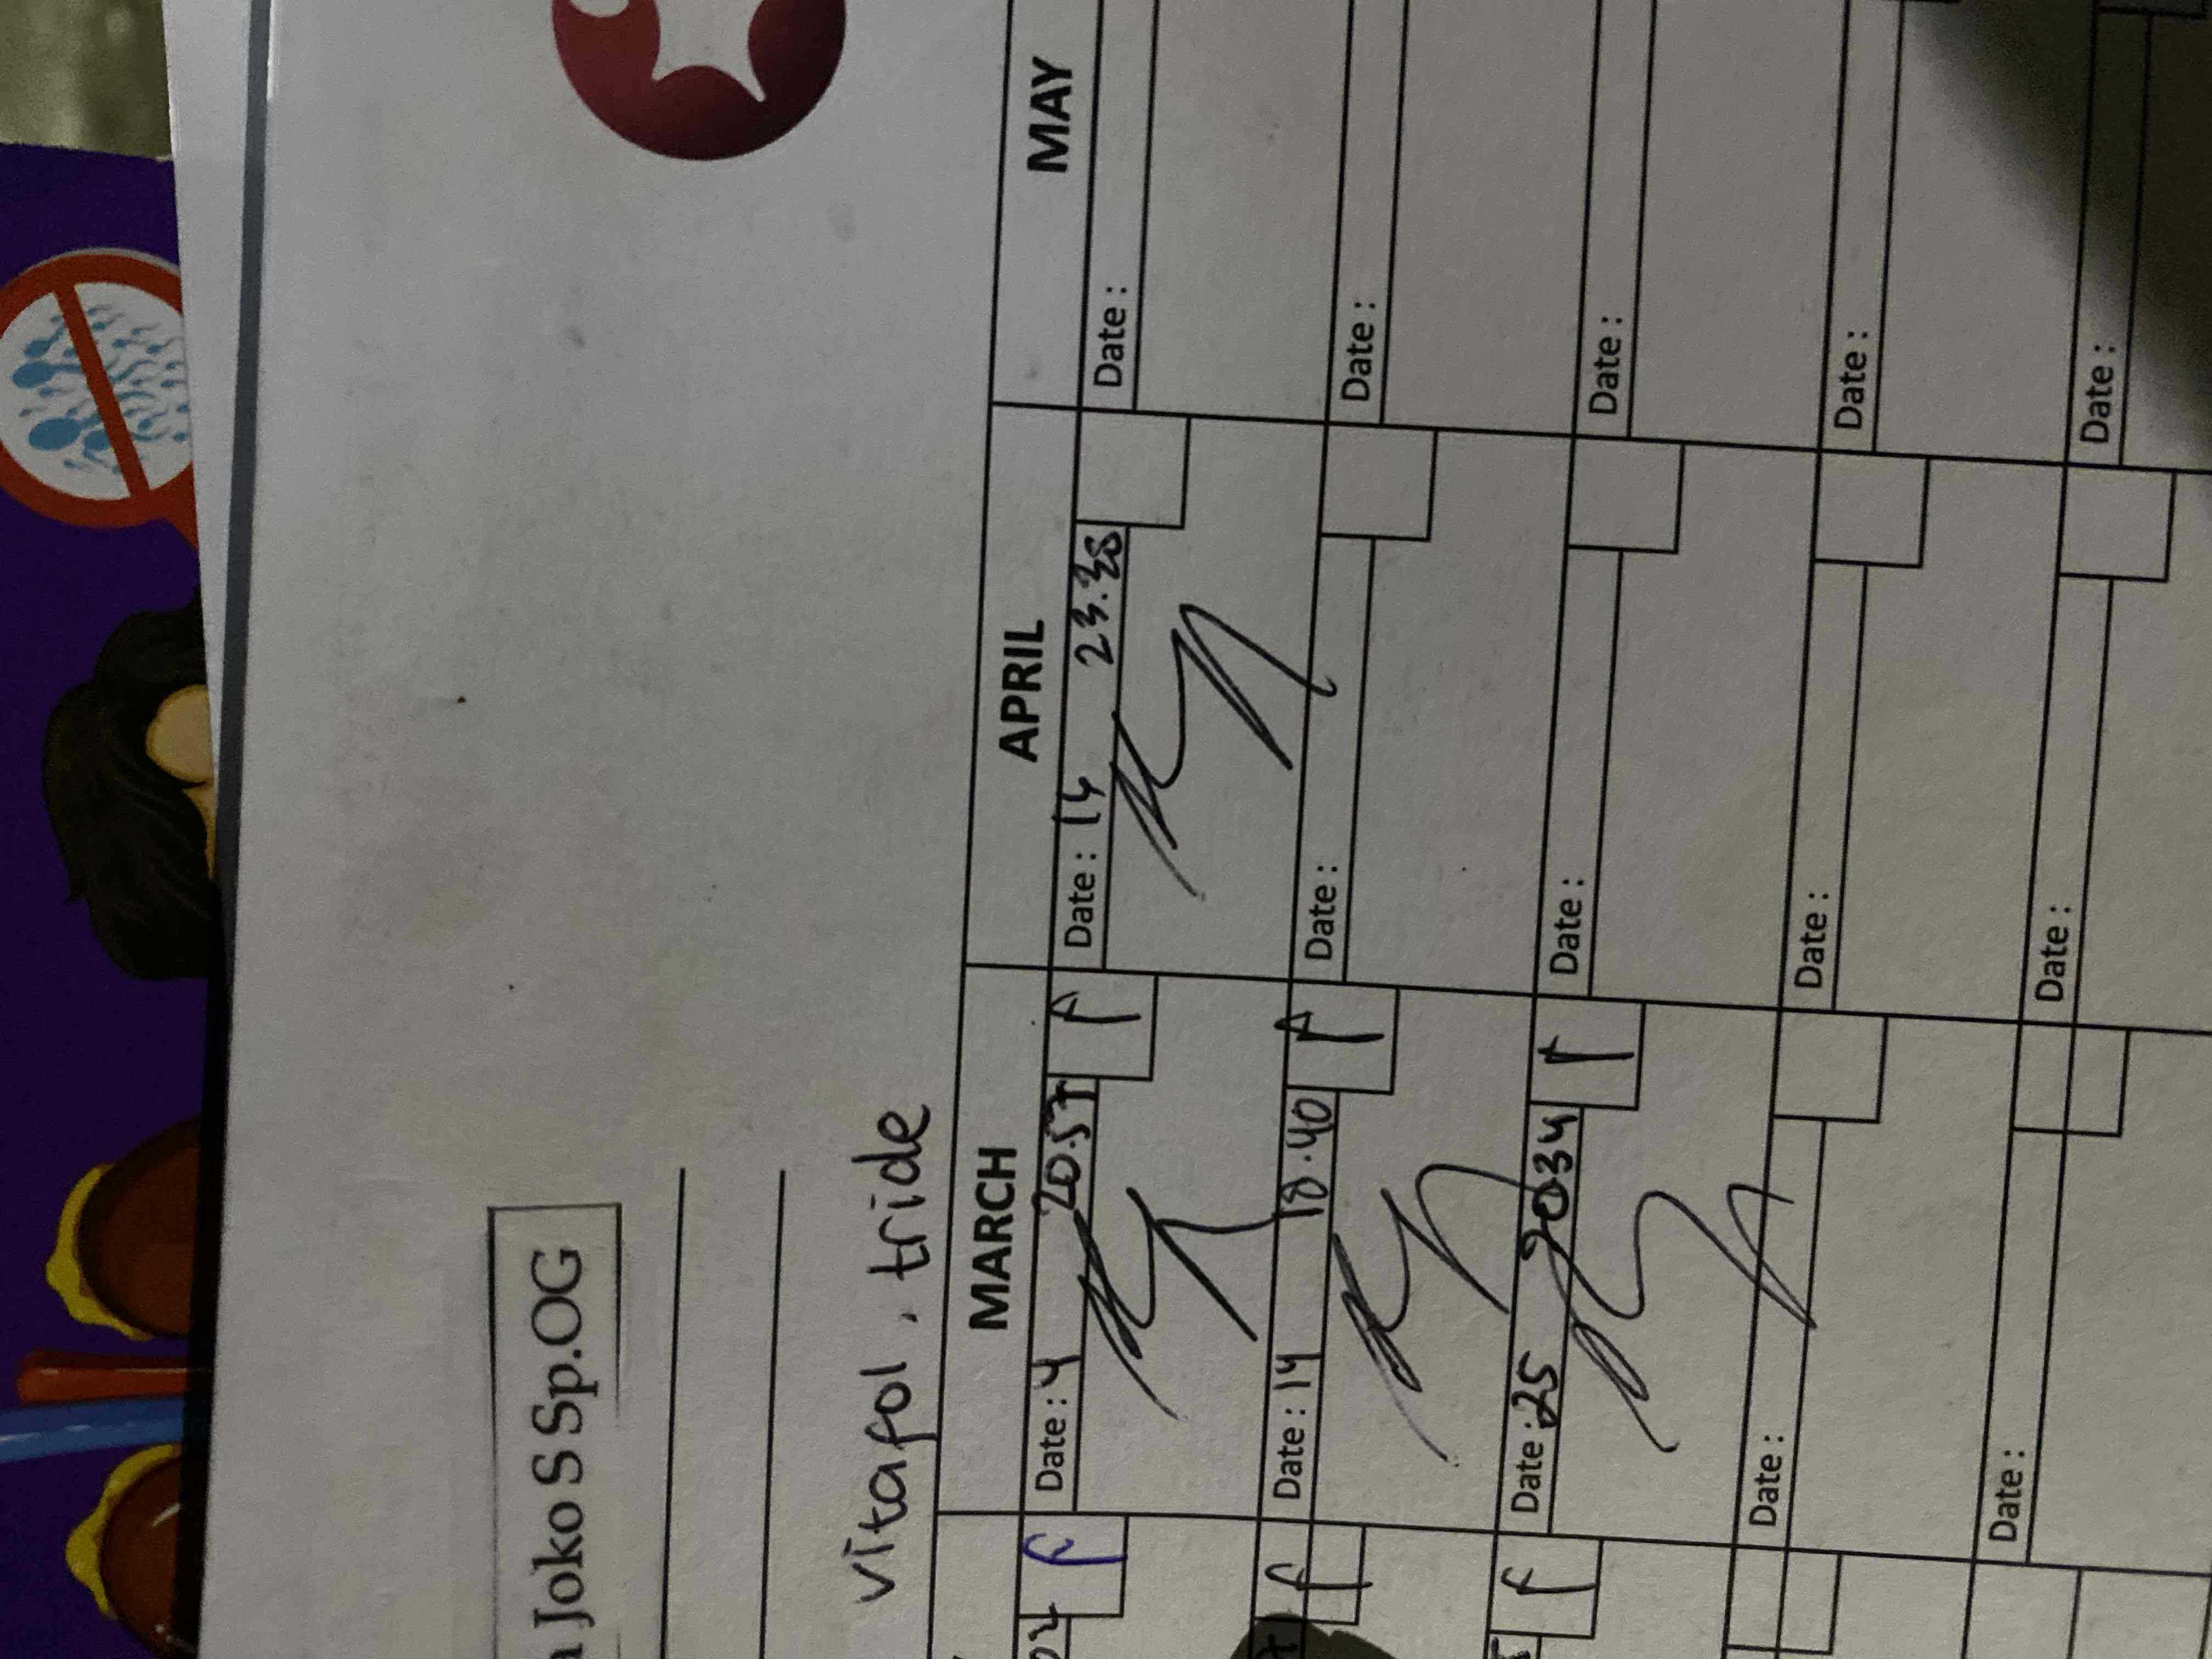 Joko S Sp.OG
vitafol. tride
MARCH APRIL MAY
Date: 4 20.57 Date: 14 23.38 Date:
Date: 14 18.40 Date: Date:
Date: 25 20.34 Date: Date:
Date: Date: Date:
Date: Date: Date: